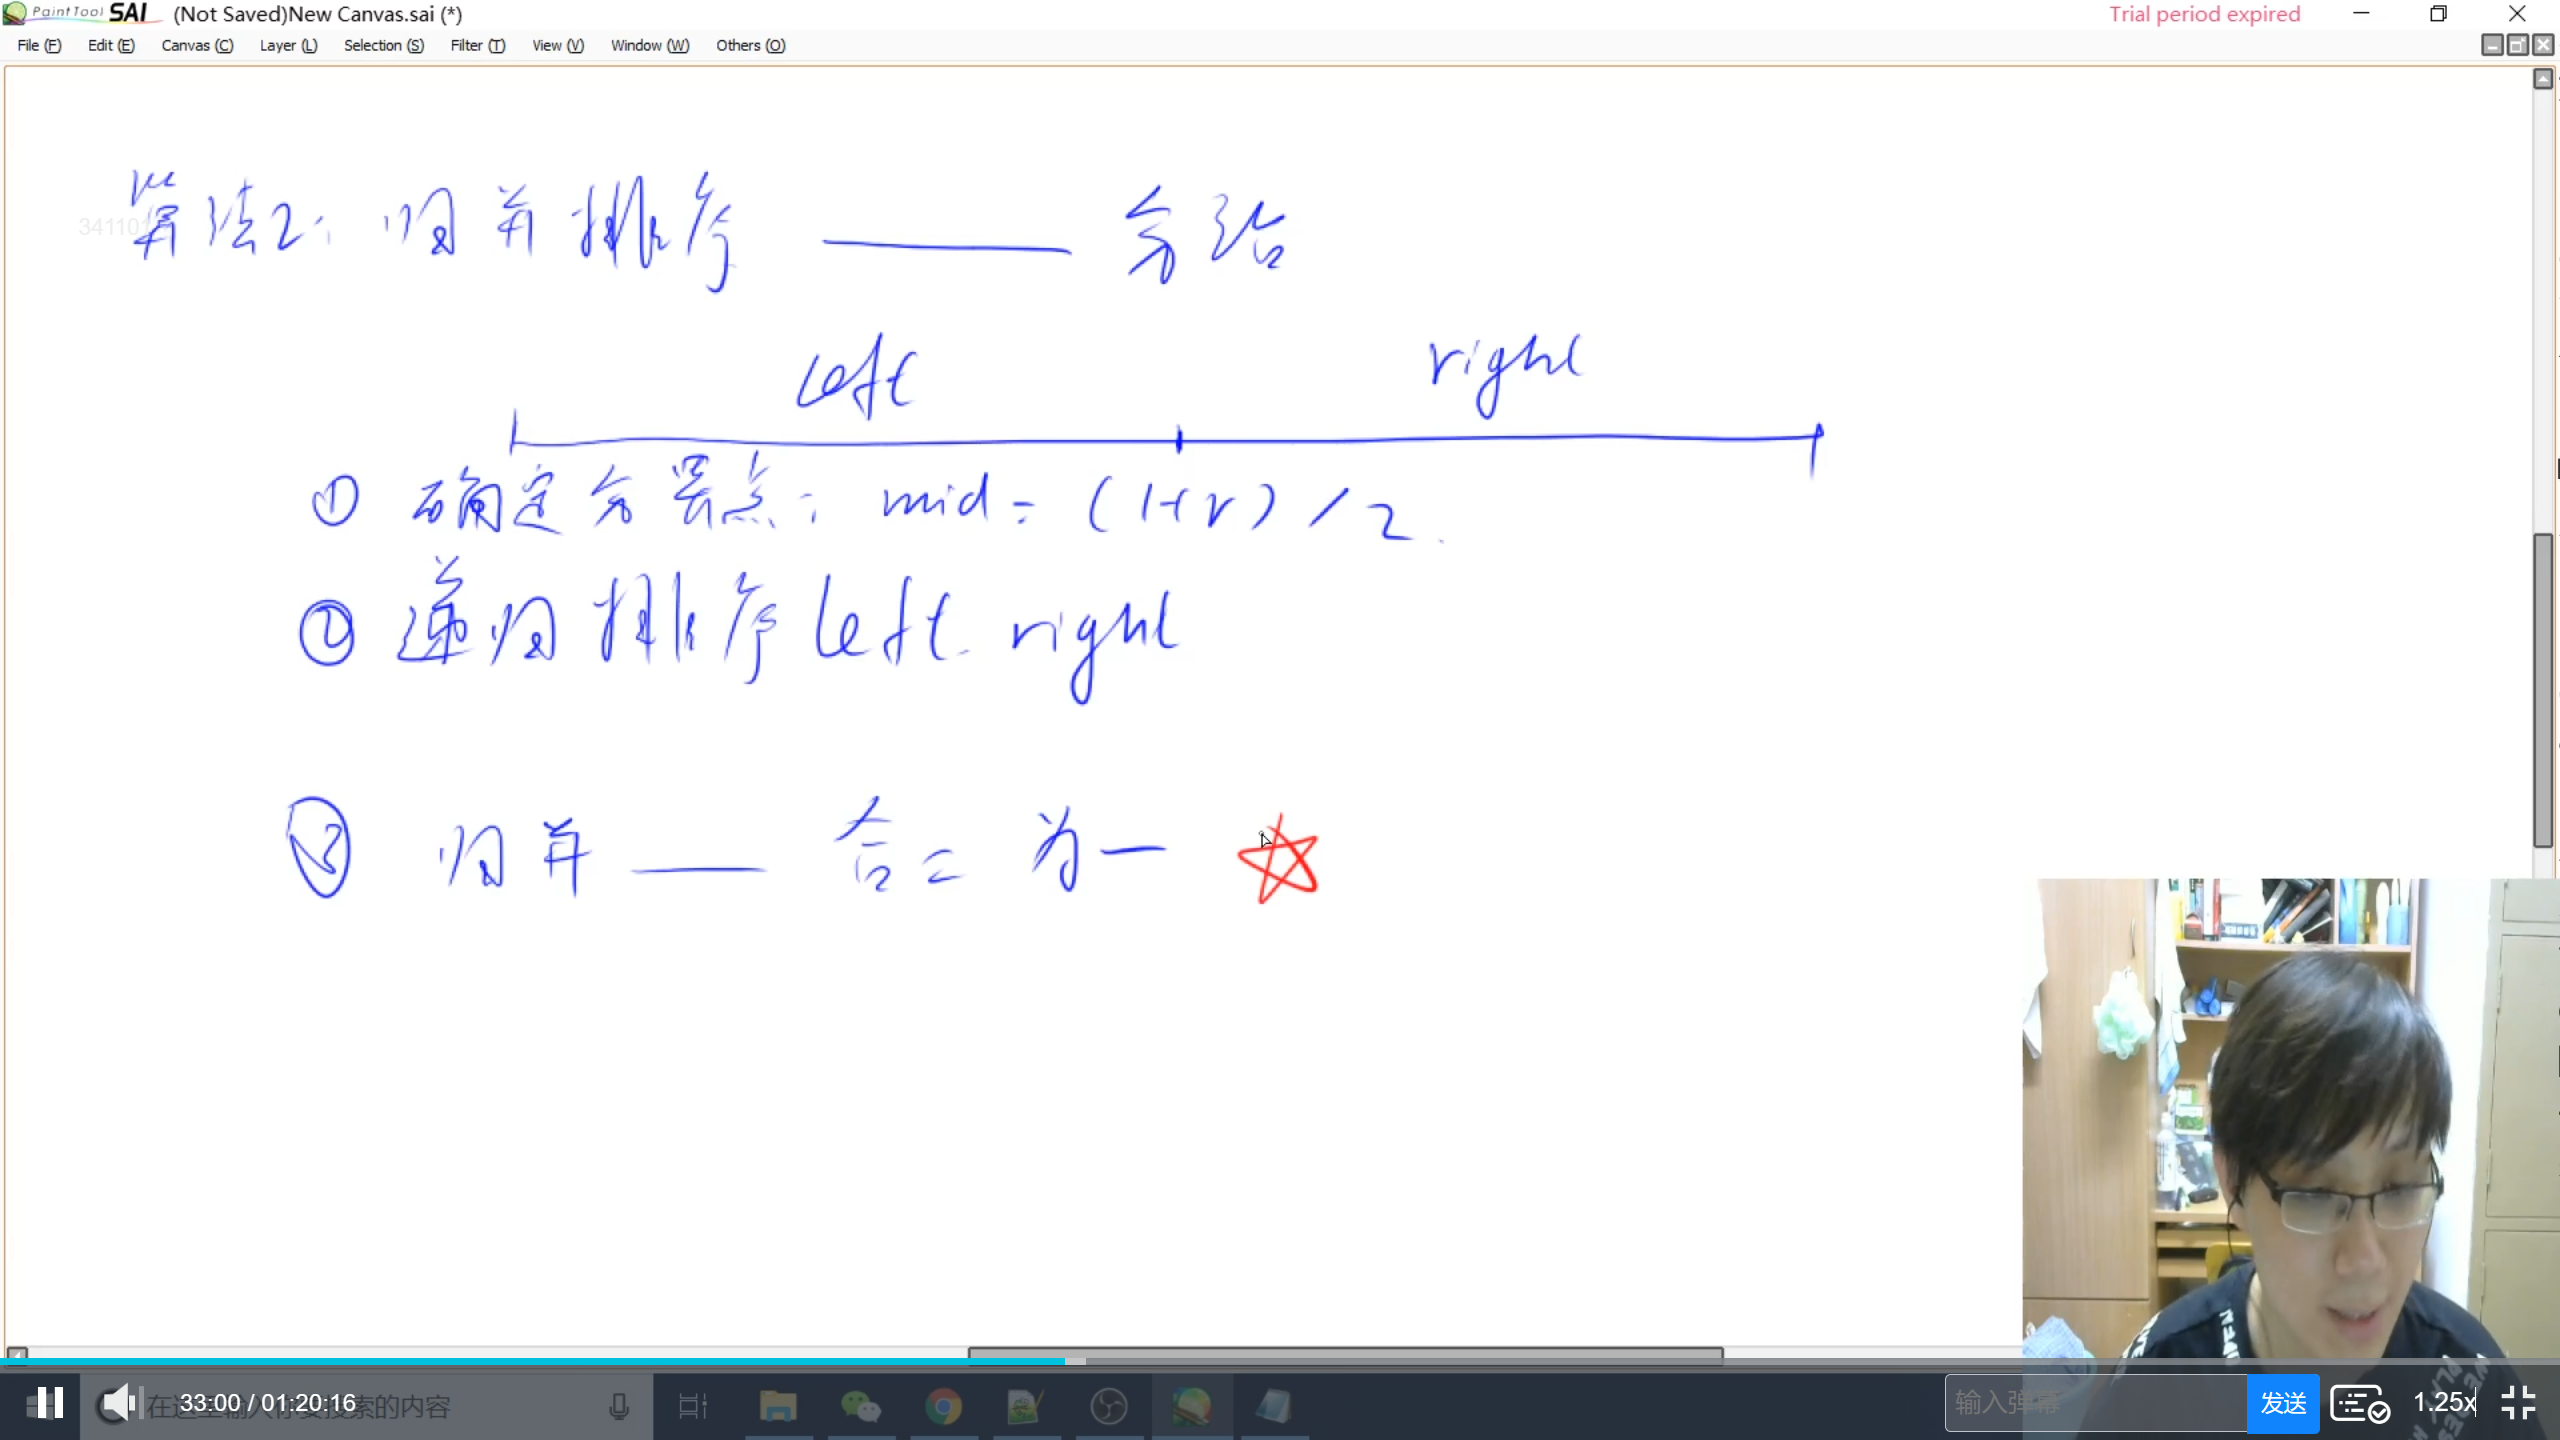 PaintTool SAI (Not Saved)New Canvas.sai (*) Trial period expired
File (F) Edit (E) Canvas (C) Layer (L) Selection (S) Filter (T) View (V) Window (W) Others (O)
算法2: 归并排序 —— 分治
left right
① 确定分界点: mid = (l+r) / 2.
② 递归排序 left. right
③ 归并 —— 合二为一
33:00 / 01:20:16
在这里输入你要搜索的内容
输入弹幕 发送 1.25x